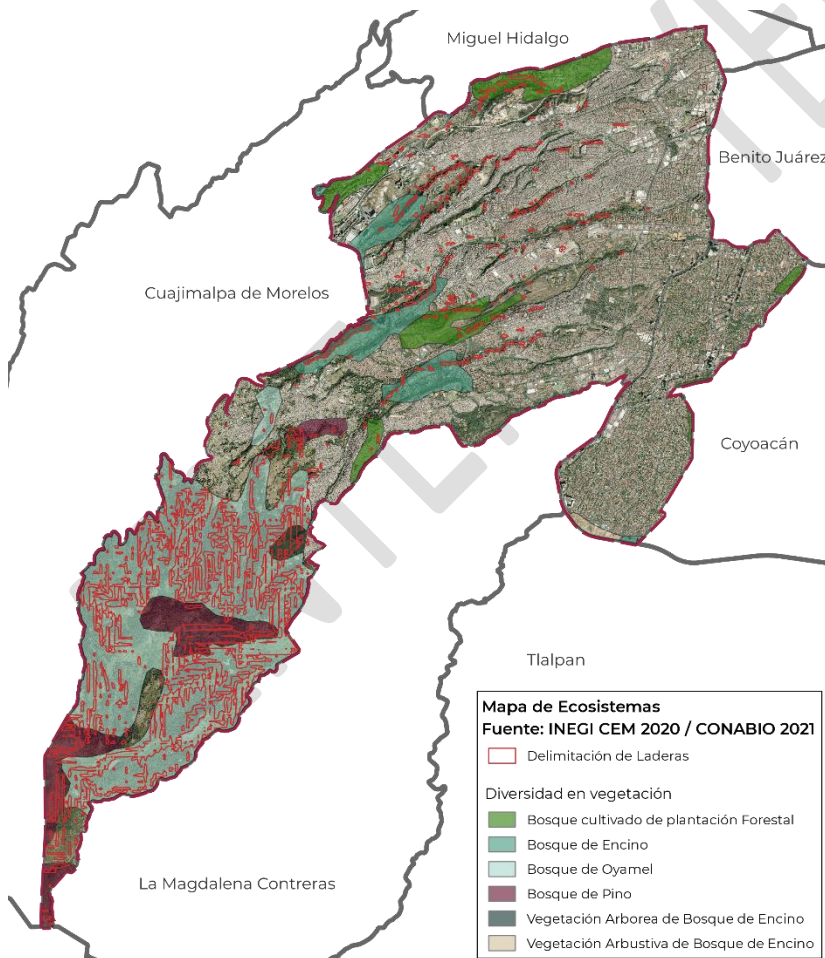 Miguel Hidalgo
Benito Juárez
Cuajimalpa de Morelos
Coyoacán
Tlalpan
La Magdalena Contreras
Mapa de Ecosistemas
Fuente: INEGI CEM 2020 / CONABIO 2021
Delimitación de Laderas
Diversidad en vegetación
Bosque cultivado de plantación Forestal
Bosque de Encino
Bosque de Oyamel
Bosque de Pino
Vegetación Arborea de Bosque de Encino
Vegetación Arbustiva de Bosque de Encino